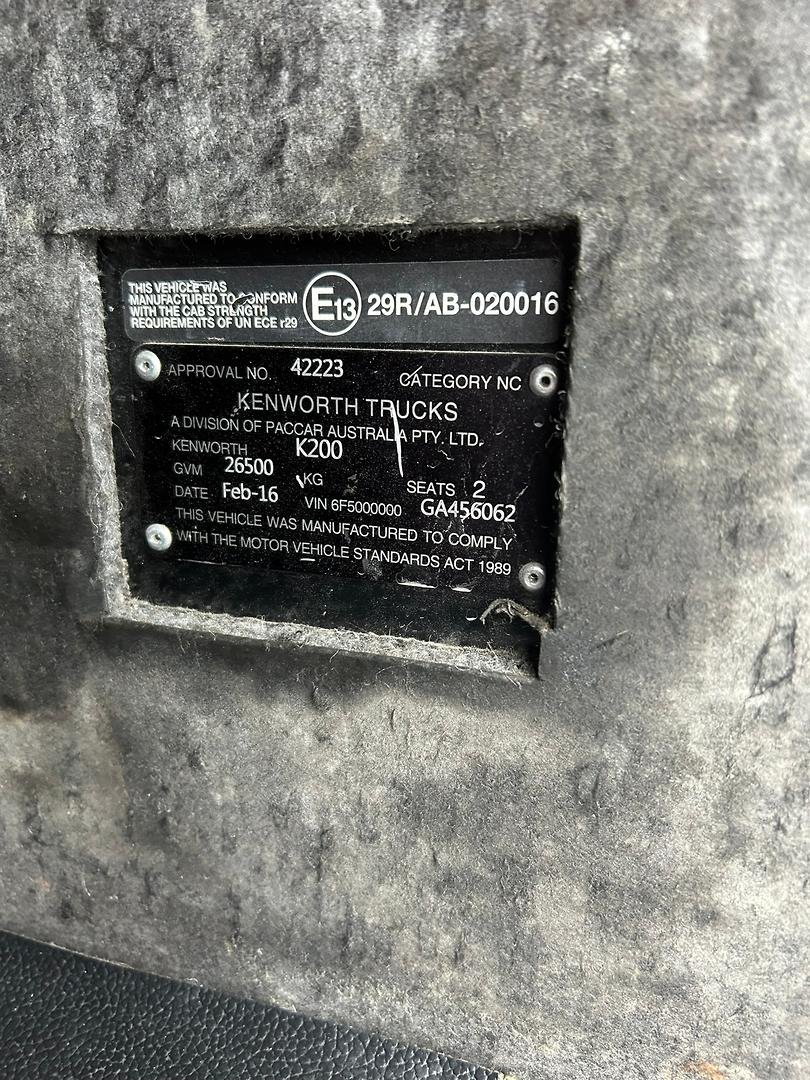 THIS VEHICLE WAS
MANUFACTURED TO CONFORM
WITH THE CAB STRENGTH
REQUIREMENTS OF UN ECE r29
E13 29R/AB-020016
APPROVAL NO. 42223 CATEGORY NC
KENWORTH TRUCKS
A DIVISION OF PACCAR AUSTRALIA PTY. LTD.
KENWORTH K200
GVM 26500 KG SEATS 2
DATE Feb-16 VIN 6F5000000 GA456062
THIS VEHICLE WAS MANUFACTURED TO COMPLY
WITH THE MOTOR VEHICLE STANDARDS ACT 1989